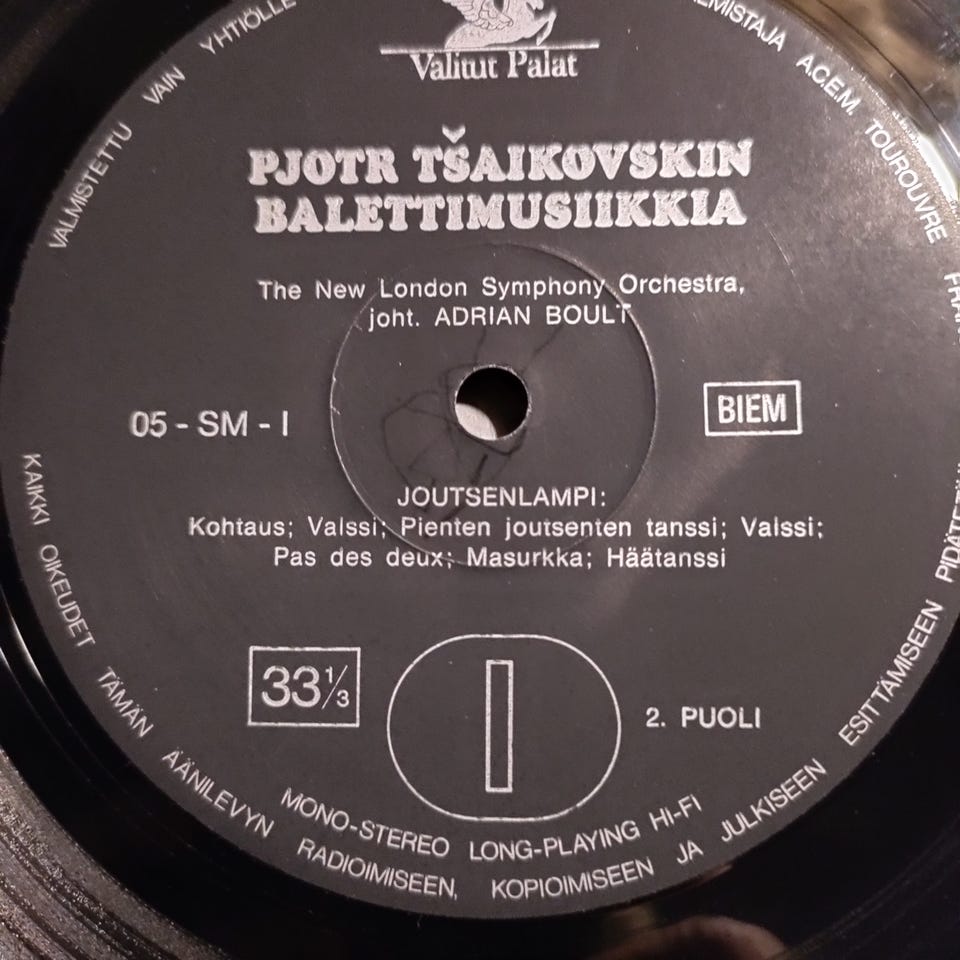 Valitut Palat
PJOTR TŠAIKOVSKIN
BALETTIMUSIIKKIA
The New London Symphony Orchestra,
joht. ADRIAN BOULT
05 - SM - I
BIEM
JOUTSENLAMPI:
Kohtaus; Valssi; Pienten joutsenten tanssi; Valssi;
Pas des deux; Masurkka; Häätanssi
33⅓
I
2. PUOLI
MONO-STEREO LONG-PLAYING HI-FI
KAIKKI OIKEUDET TÄMÄN ÄÄNILEVYN RADIOIMISEEN, KOPIOIMISEEN JA JULKISEEN ESITTÄMISEEN
VALMISTETTU VAIN YHTIÖLLE
A.C.E.M. TOUROUVRE